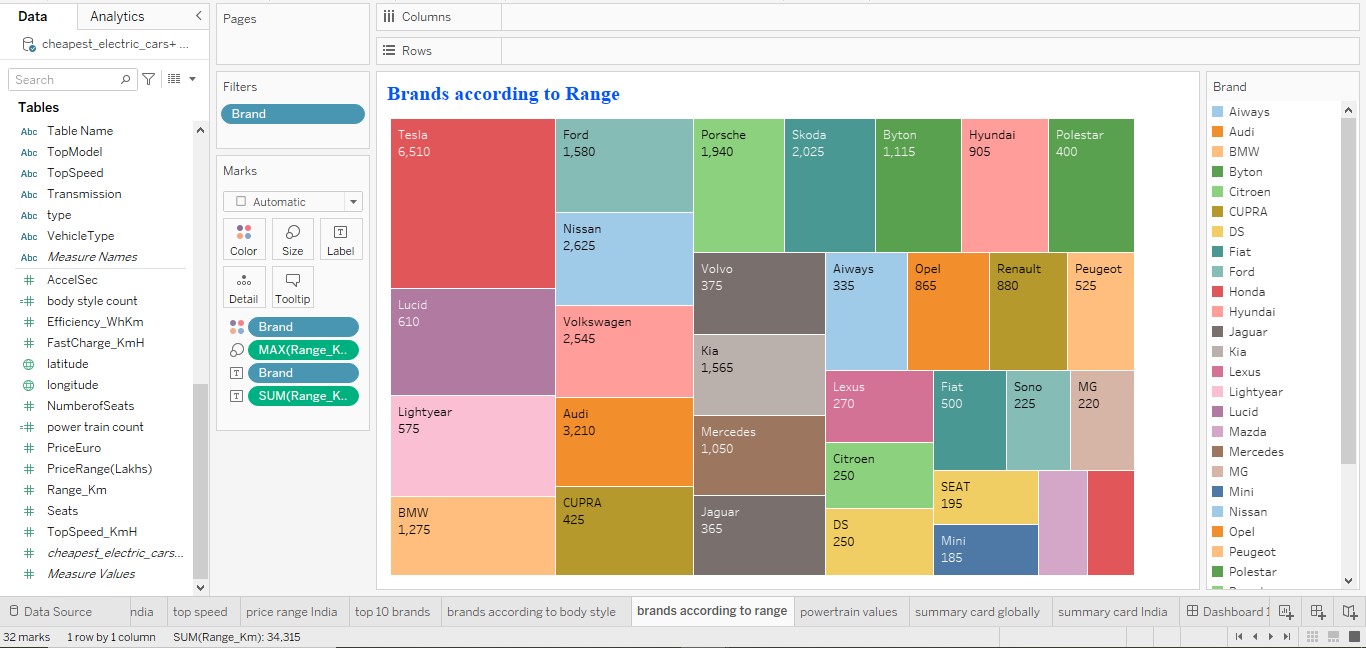 Data
Analytics
cheapest_electric_cars+ ...
Search
Tables
Abc Table Name
Abc TopModel
Abc TopSpeed
Abc Transmission
Abc type
Abc VehicleType
Abc Measure Names
AccelSec
body style count
Efficiency_WhKm
FastCharge_KmH
latitude
longitude
NumberofSeats
power train count
PriceEuro
PriceRange(Lakhs)
Range_Km
Seats
TopSpeed_KmH
cheapest_electric_cars...
Measure Values
Pages
Filters
Brand
Marks
Automatic
Color
Size
Label
Detail
Tooltip
Brand
MAX(Range_K..
Brand
SUM(Range_K..
Columns
Rows
Brands according to Range
Tesla
6,510
Lucid
610
Lightyear
575
BMW
1,275
Ford
1,580
Nissan
2,625
Volkswagen
2,545
Audi
3,210
CUPRA
425
Porsche
1,940
Skoda
2,025
Byton
1,115
Hyundai
905
Polestar
400
Volvo
375
Kia
1,565
Mercedes
1,050
Jaguar
365
Aiways
335
Opel
865
Renault
880
Peugeot
525
Lexus
270
Citroen
250
DS
250
Fiat
500
Sono
225
MG
220
SEAT
195
Mini
185
Brand
Aiways
Audi
BMW
Byton
Citroen
CUPRA
DS
Fiat
Ford
Honda
Hyundai
Jaguar
Kia
Lexus
Lightyear
Lucid
Mazda
Mercedes
MG
Mini
Nissan
Opel
Peugeot
Polestar
Data Source
india
top speed
price range India
top 10 brands
brands according to body style
brands according to range
powertrain values
summary card globally
summary card India
Dashboard 1
32 marks
1 row by 1 column
SUM(Range_Km): 34,315